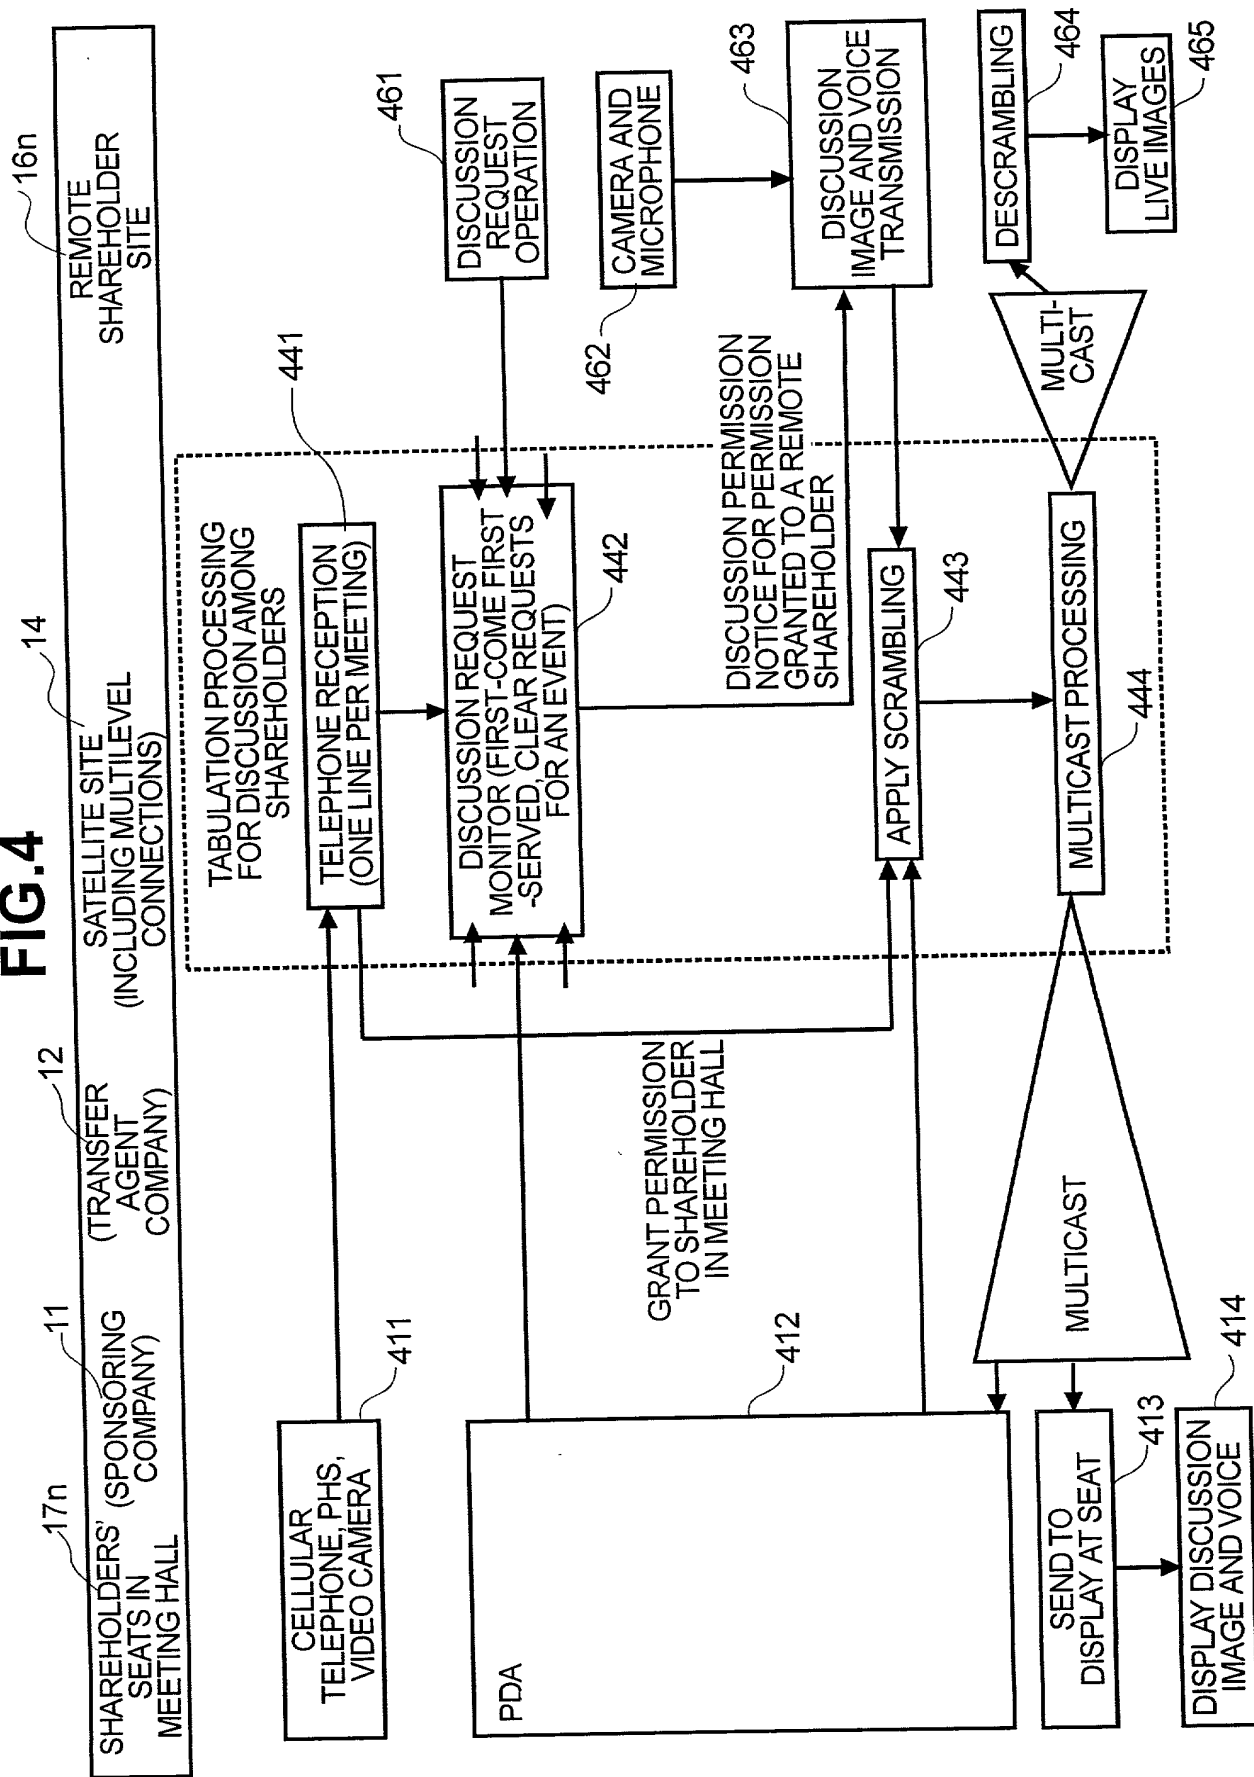 FIG.4
17n
11
12
14
16n
SHAREHOLDERS'
SEATS IN
MEETING HALL
(SPONSORING
COMPANY)
(TRANSFER
AGENT
COMPANY)
SATELLITE SITE
(INCLUDING MULTILEVEL
CONNECTIONS)
REMOTE
SHAREHOLDER
SITE
TABULATION PROCESSING
FOR DISCUSSION AMONG
SHAREHOLDERS
CELLULAR
TELEPHONE, PHS,
VIDEO CAMERA
411
TELEPHONE RECEPTION
(ONE LINE PER MEETING)
441
DISCUSSION REQUEST
MONITOR (FIRST-COME FIRST
-SERVED, CLEAR REQUESTS
FOR AN EVENT)
442
DISCUSSION
REQUEST
OPERATION
461
CAMERA AND
MICROPHONE
462
PDA
412
GRANT PERMISSION
TO SHAREHOLDER
IN MEETING HALL
DISCUSSION PERMISSION
NOTICE FOR PERMISSION
GRANTED TO A REMOTE
SHAREHOLDER
DISCUSSION
IMAGE AND VOICE
TRANSMISSION
463
APPLY SCRAMBLING
443
MULTICAST PROCESSING
444
MULTICAST
MULTI-
CAST
DESCRAMBLING
464
DISPLAY
LIVE IMAGES
465
SEND TO
DISPLAY AT SEAT
413
DISPLAY DISCUSSION
IMAGE AND VOICE
414